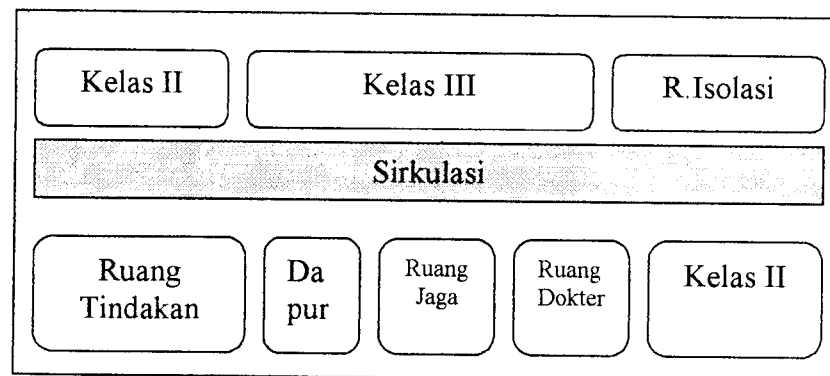 Kelas II
Kelas III
R.Isolasi
Sirkulasi
Ruang
Tindakan
Da
pur
Ruang
Jaga
Ruang
Dokter
Kelas II